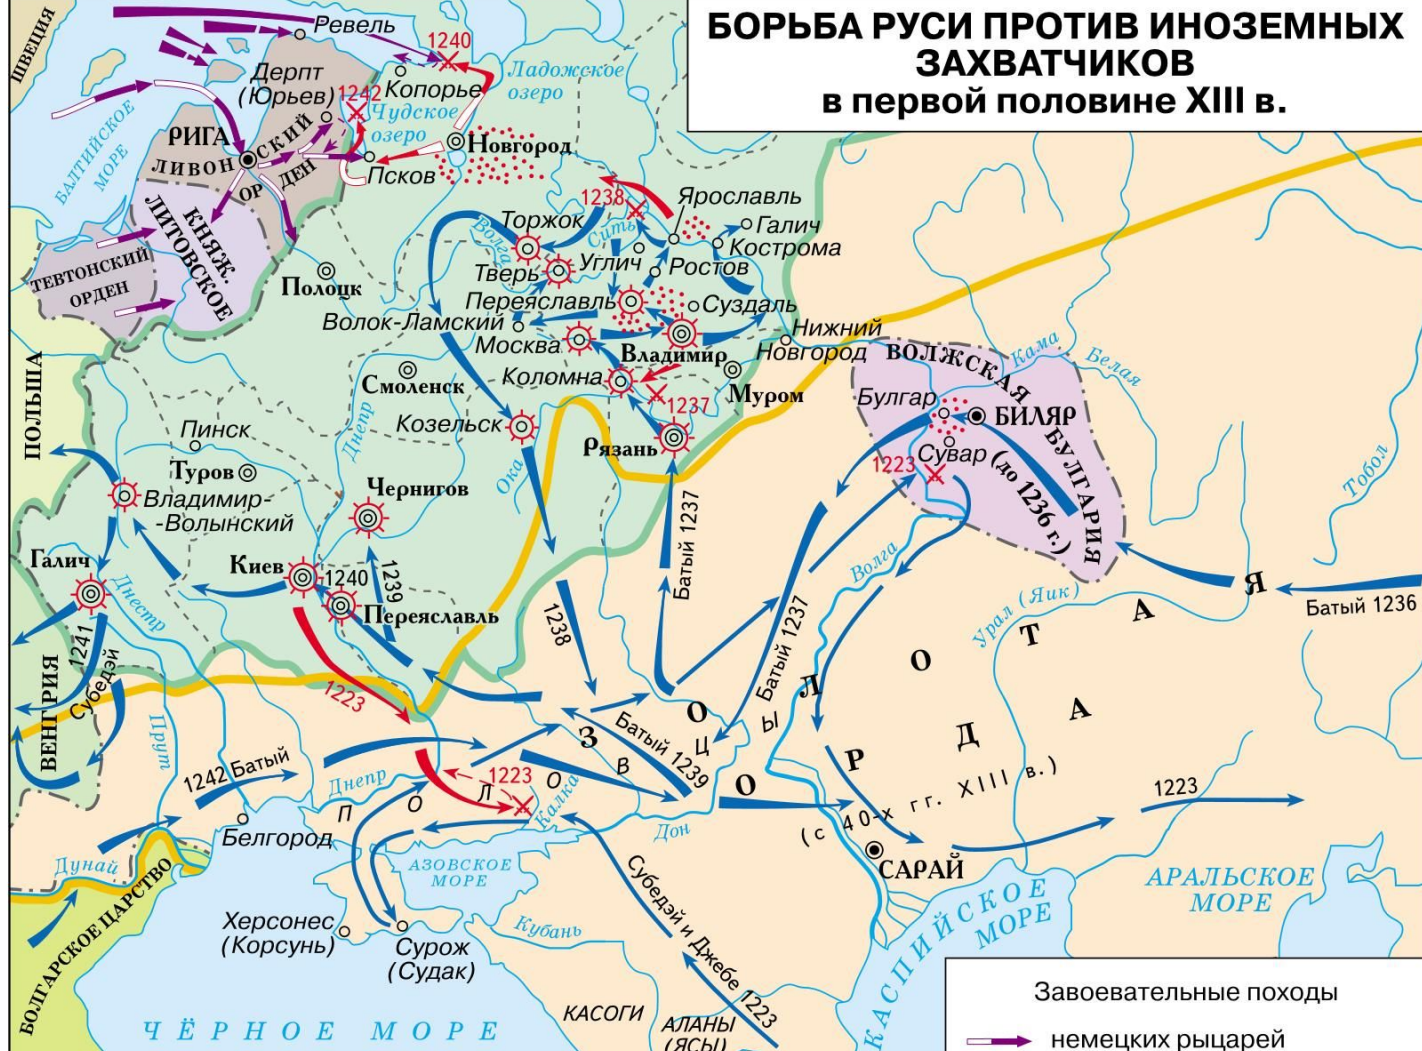 БОРЬБА РУСИ ПРОТИВ ИНОЗЕМНЫХ
ЗАХВАТЧИКОВ
в первой половине XIII в.
ШВЕЦИЯ
Ревель
1240
Ладожское
озеро
Дерпт
(Юрьев)
1242
Копорье
Чудское
озеро
БАЛТИЙСКОЕ
МОРЕ
РИГА
ЛИВОНСКИЙ
ОРДЕН
Новгород
Псков
КНЯЖ.
ЛИТОВСКОЕ
ТЕВТОНСКИЙ
ОРДЕН
1238
Ярославль
Торжок
Волга
Сить
Галич
Кострома
Тверь
Углич
Ростов
Полоцк
Переяславль
Суздаль
Волок-Ламский
Москва
Владимир
Нижний
Новгород
Смоленск
Коломна
Муром
1237
Козельск
Рязань
Днепр
Ока
ПОЛЬША
Пинск
Туров
Владимир-
-Волынский
Чернигов
ВОЛЖСКАЯ
БУЛГАРИЯ
(до 1236 г.)
Кама
Белая
Булгар
БИЛЯР
Сувар
1223
Тобол
Волга
Урал (Яик)
Батый 1236
Галич
Днестр
Киев
1240
1239
Переяславль
Батый 1237
1238
Батый 1237
1241
Субедэй
ВЕНГРИЯ
Прут
1223
ЗОЛОТАЯ
ОРДА
(с 40-х гг. XIII в.)
ПОЛОВЦЫ
Батый 1239
1242 Батый
Днепр
1223
Калка
Дон
1223
Белгород
Дунай
БОЛГАРСКОЕ ЦАРСТВО
АЗОВСКОЕ
МОРЕ
САРАЙ
АРАЛЬСКОЕ
МОРЕ
КАСПИЙСКОЕ
МОРЕ
Херсонес
(Корсунь)
Сурож
(Судак)
Кубань
Субедэй и Джебе 1223
КАСОГИ
АЛАНЫ
(ЯСЫ)
ЧЁРНОЕ МОРЕ
Завоевательные походы
немецких рыцарей